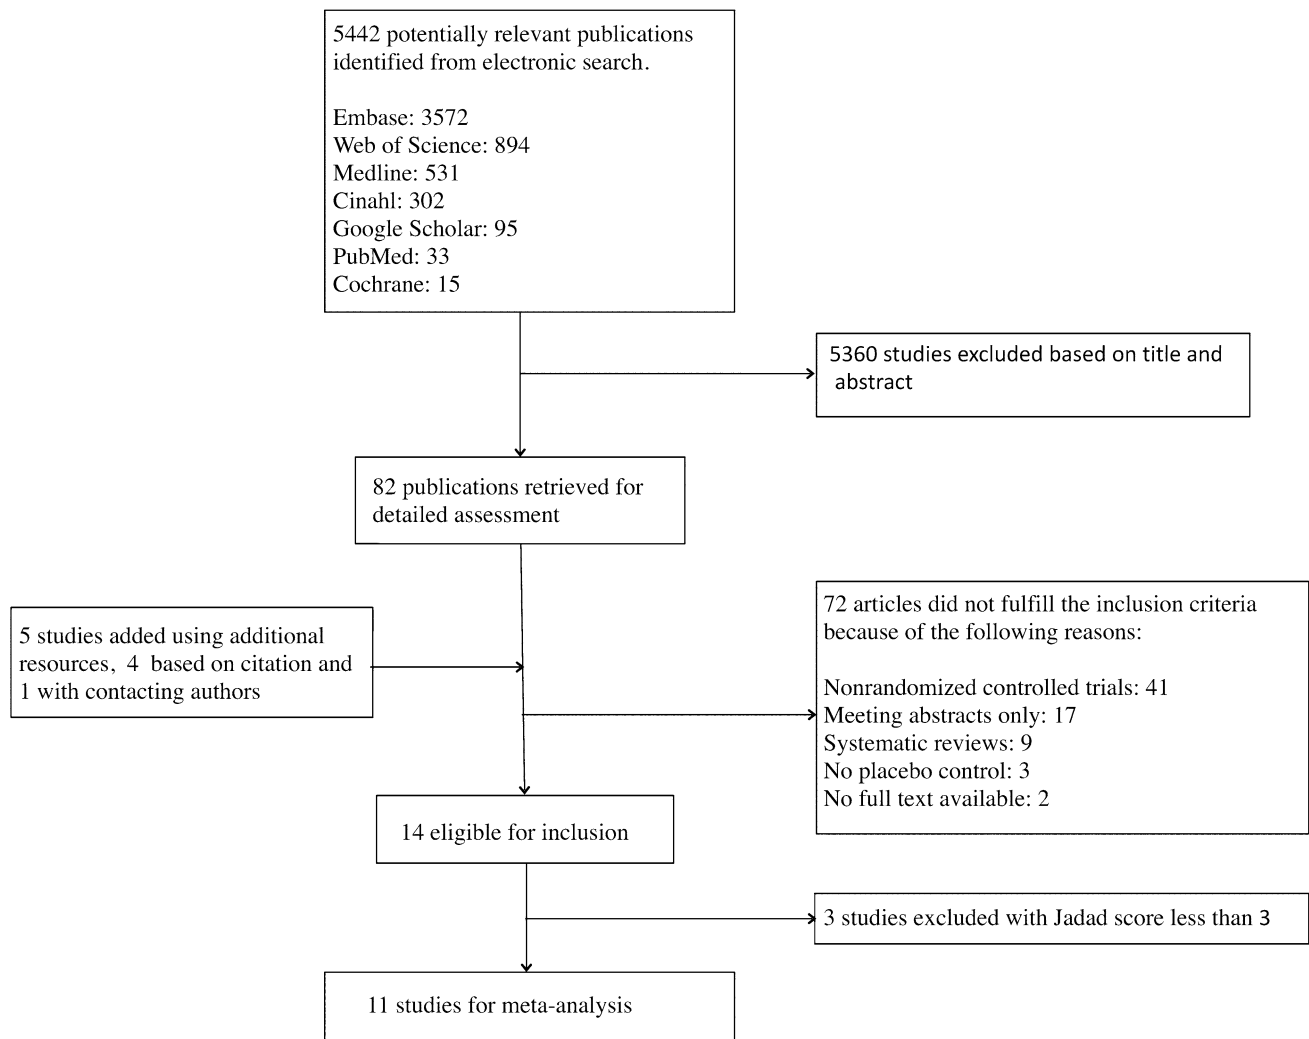 5442 potentially relevant publications
identified from electronic search.
Embase: 3572
Web of Science: 894
Medline: 531
Cinahl: 302
Google Scholar: 95
PubMed: 33
Cochrane: 15
5360 studies excluded based on title and
abstract
82 publications retrieved for
detailed assessment
5 studies added using additional
resources,  4  based on citation and
1 with contacting authors
72 articles did not fulfill the inclusion criteria
because of the following reasons:
Nonrandomized controlled trials: 41
Meeting abstracts only: 17
Systematic reviews: 9
No placebo control: 3
No full text available: 2
14 eligible for inclusion
3 studies excluded with Jadad score less than 3
11 studies for meta-analysis